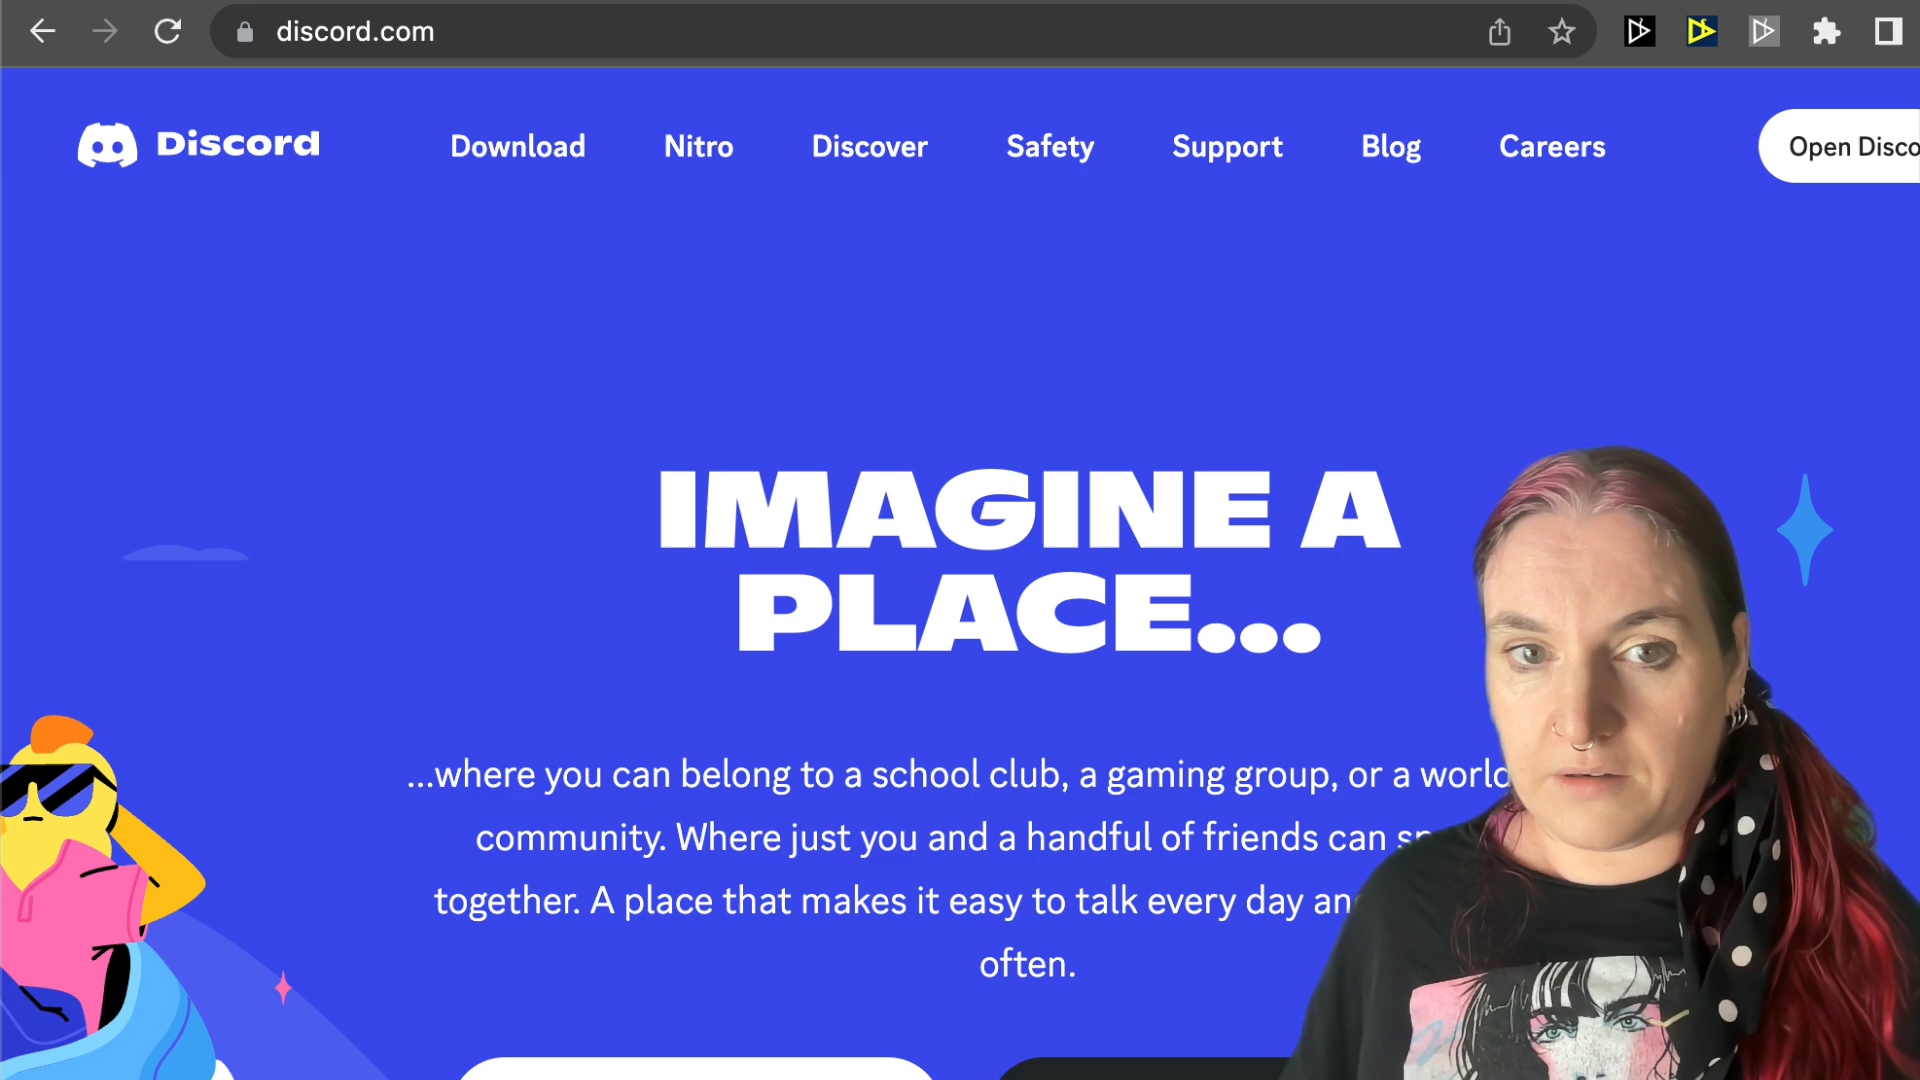 discord.com
Discord Download Nitro Discover Safety Support Blog Careers Open Disco
IMAGINE A
PLACE...
...where you can belong to a school club, a gaming group, or a world
community. Where just you and a handful of friends can
together. A place that makes it easy to talk every day
often.